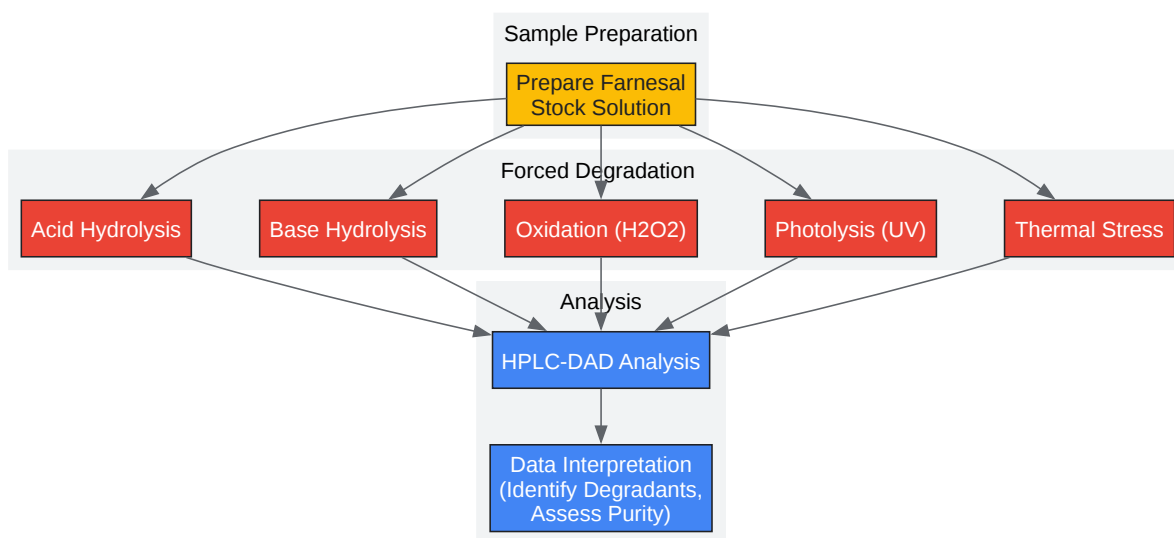 Sample Preparation
Prepare Farnesal
Stock Solution
Forced Degradation
Acid Hydrolysis
Base Hydrolysis
Oxidation (H2O2)
Photolysis (UV)
Thermal Stress
Analysis
HPLC-DAD Analysis
Data Interpretation
(Identify Degradants,
Assess Purity)